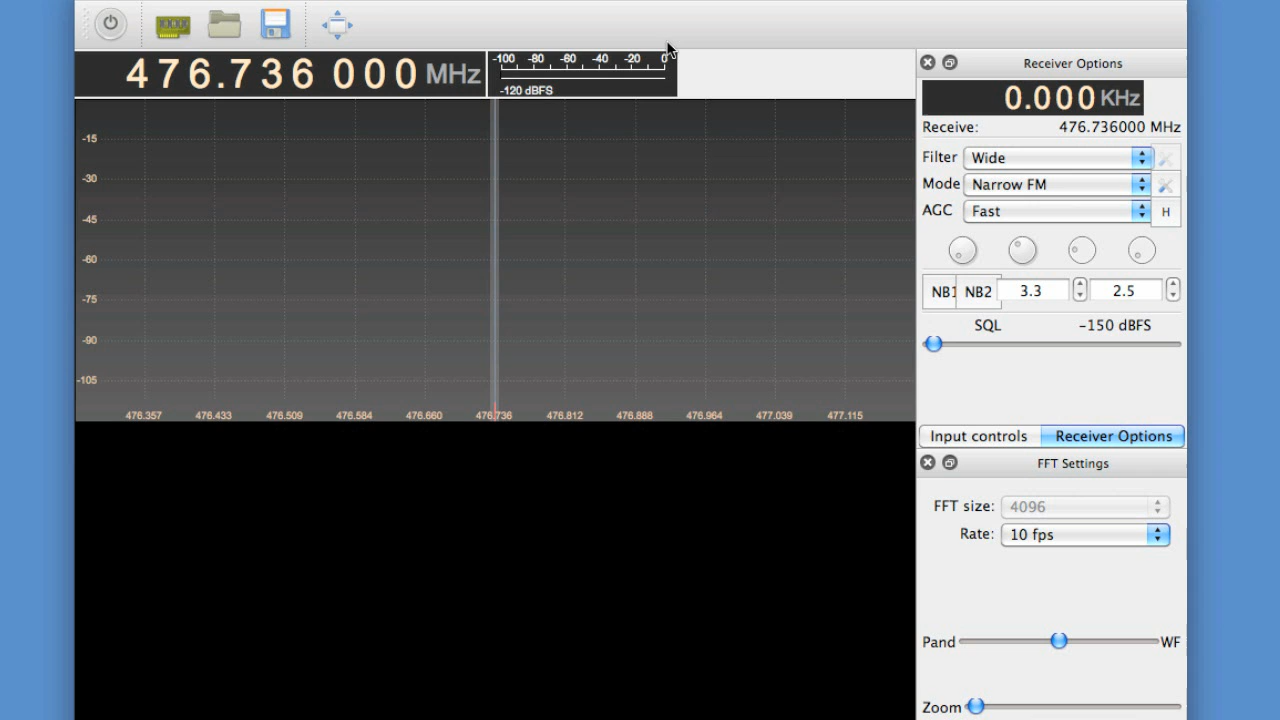 476.736 000 MHz
-100 -80 -60 -40 -20 0
-120 dBFS
-15
-30
-45
-60
-75
-90
-105
476.357 476.433 476.509 476.584 476.660 476.736 476.812 476.888 476.964 477.039 477.115
Receiver Options
0.000 KHz
Receive: 476.736000 MHz
Filter Wide
Mode Narrow FM
AGC Fast H
NB1 NB2 3.3 2.5
SQL -150 dBFS
Input controls Receiver Options
FFT Settings
FFT size: 4096
Rate: 10 fps
Pand WF
Zoom